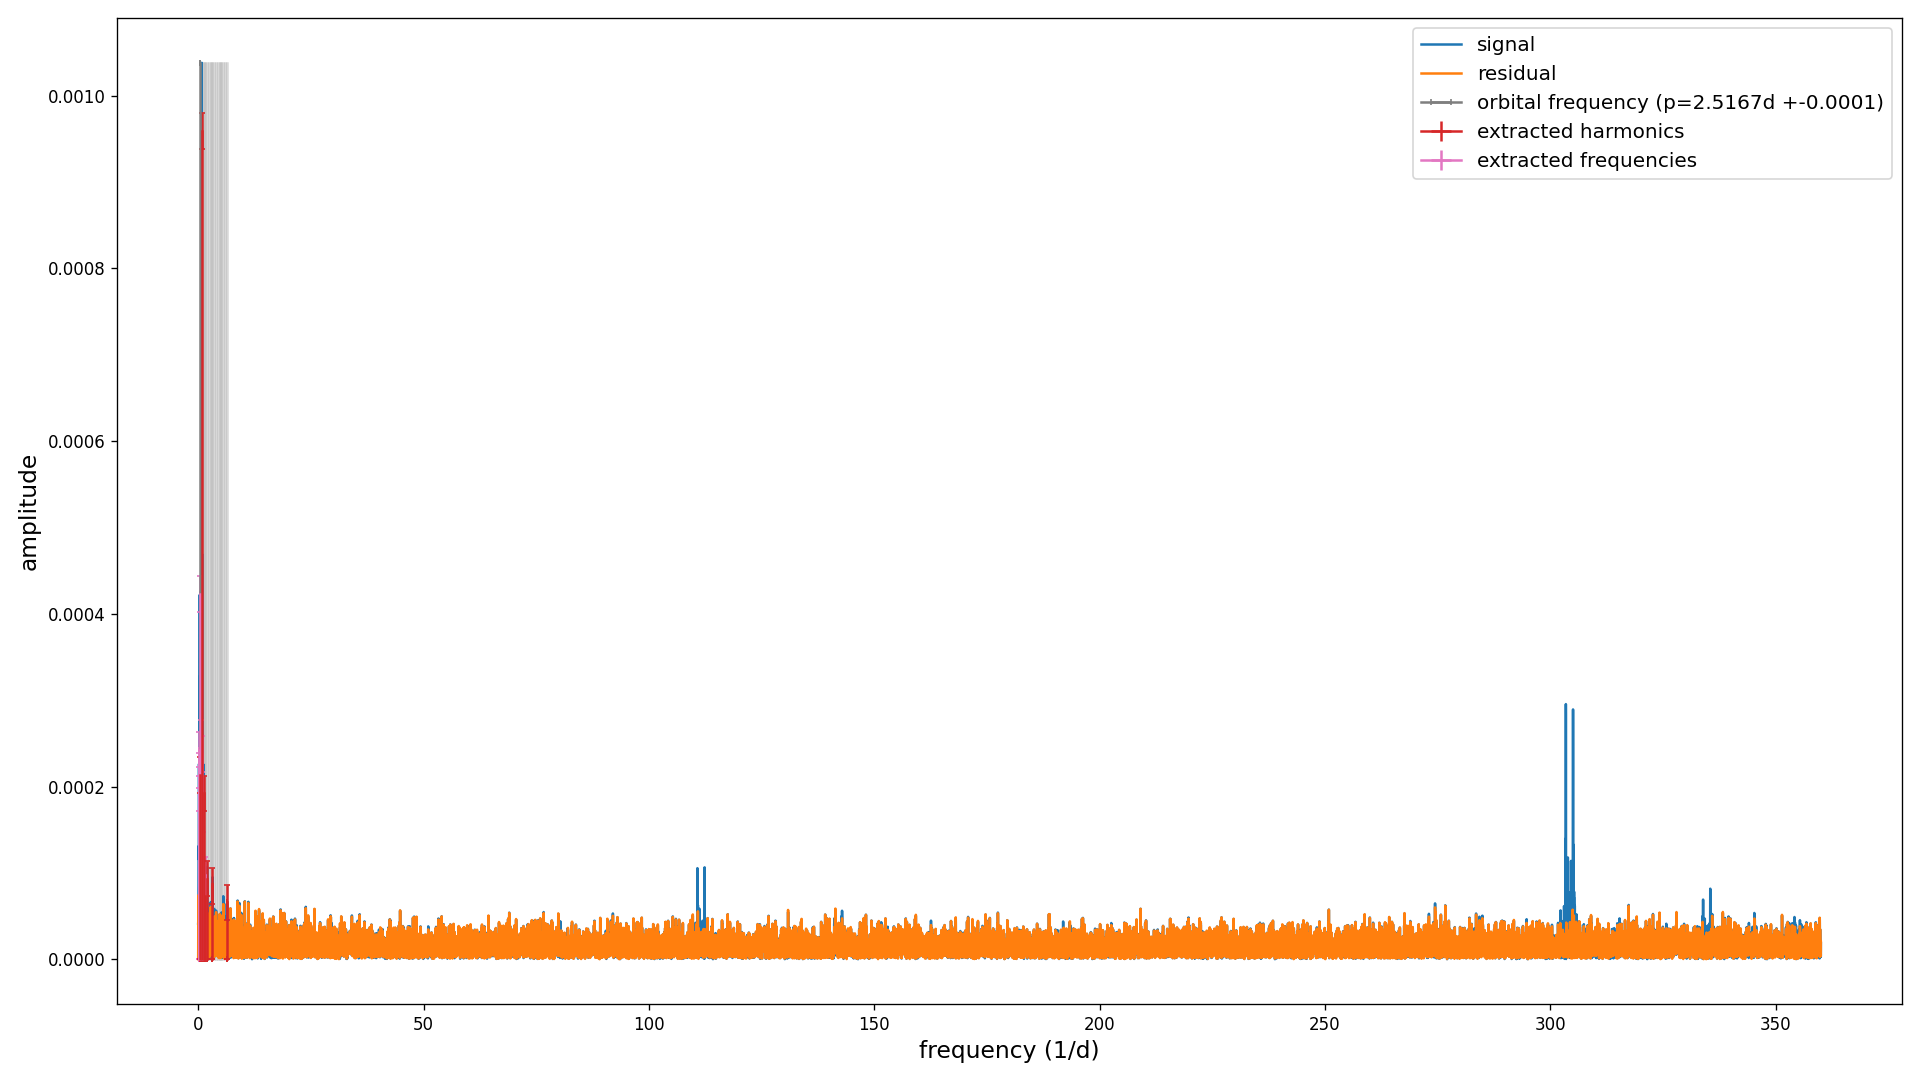 signal
residual
orbital frequency (p=2.5167d +-0.0001)
extracted harmonics
extracted frequencies
0.0010
0.0008
0.0006
0.0004
0.0002
0.0000
amplitude
0 50 100 150 200 250 300 350
frequency (1/d)